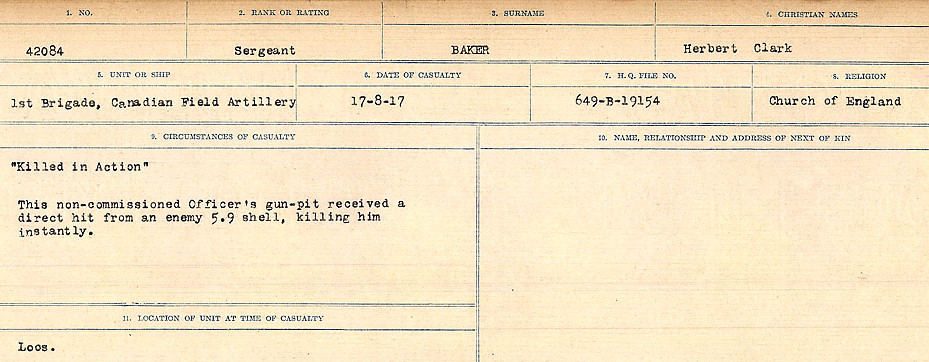 1. NO. 2. RANK OR RATING 3. SURNAME 4. CHRISTIAN NAMES
42084 Sergeant BAKER Herbert Clark
5. UNIT OR SHIP 6. DATE OF CASUALTY 7. H.Q. FILE NO. 8. RELIGION
1st Brigade, Canadian Field Artillery 17-8-17 649-B-19154 Church of England
9. CIRCUMSTANCES OF CASUALTY 10. NAME, RELATIONSHIP AND ADDRESS OF NEXT OF KIN
"Killed in Action"
This non-commissioned Officer's gun-pit received a
direct hit from an enemy 5.9 shell, killing him
instantly.
11. LOCATION OF UNIT AT TIME OF CASUALTY
Loos.